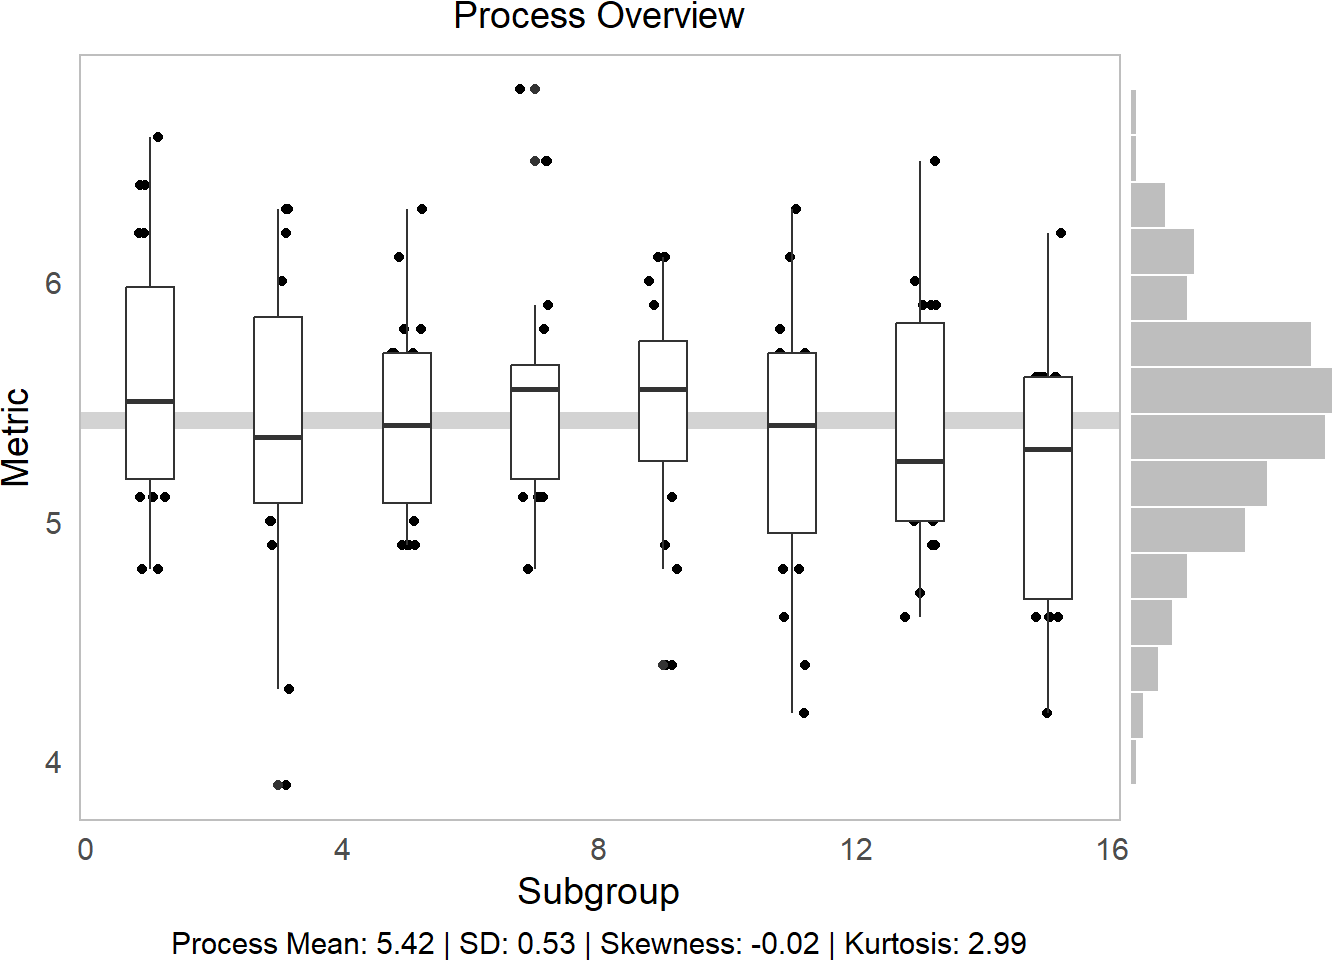 Process Overview
Metric
6
5
4
0 4 8 12 16
Subgroup
Process Mean: 5.42 | SD: 0.53 | Skewness: -0.02 | Kurtosis: 2.99